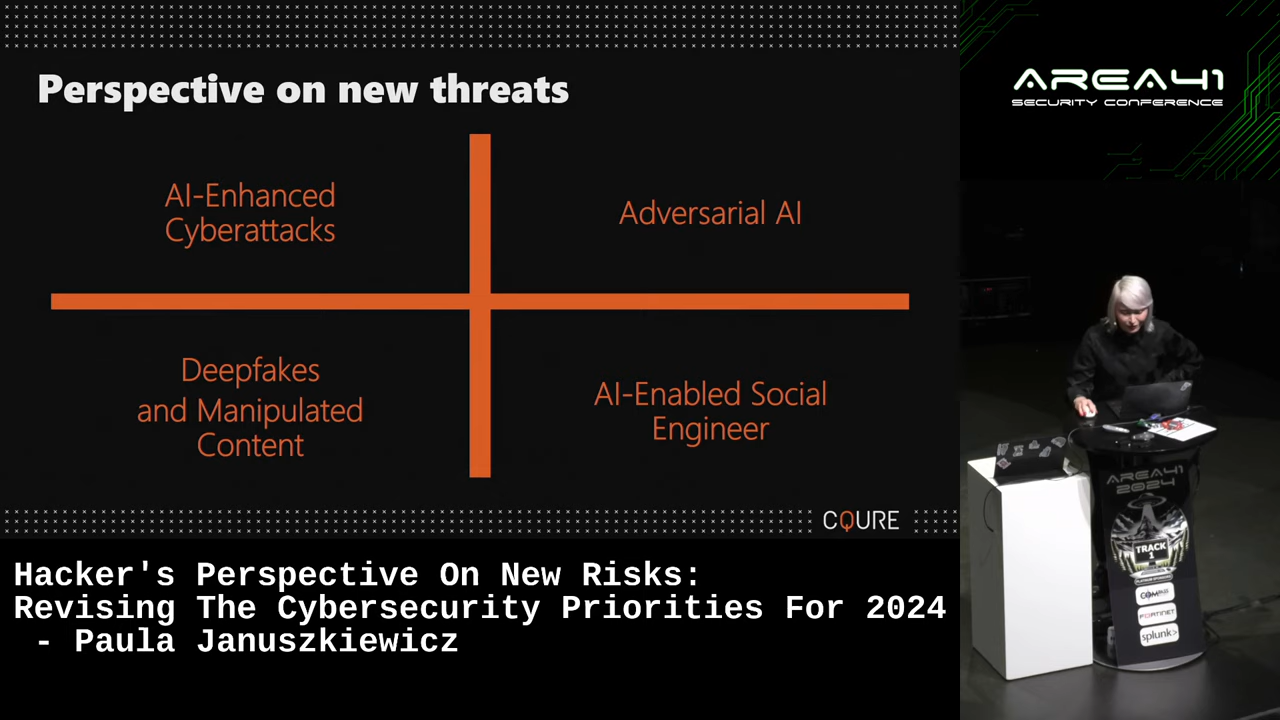 Perspective on new threats
AI-Enhanced
Cyberattacks
Adversarial AI
Deepfakes
and Manipulated
Content
AI-Enabled Social
Engineer
CQURE
Hacker's Perspective On New Risks:
Revising The Cybersecurity Priorities For 2024
- Paula Januszkiewicz
AREA41
SECURITY CONFERENCE
AREA41
2024
TRACK
1
FORTINET
splunk>